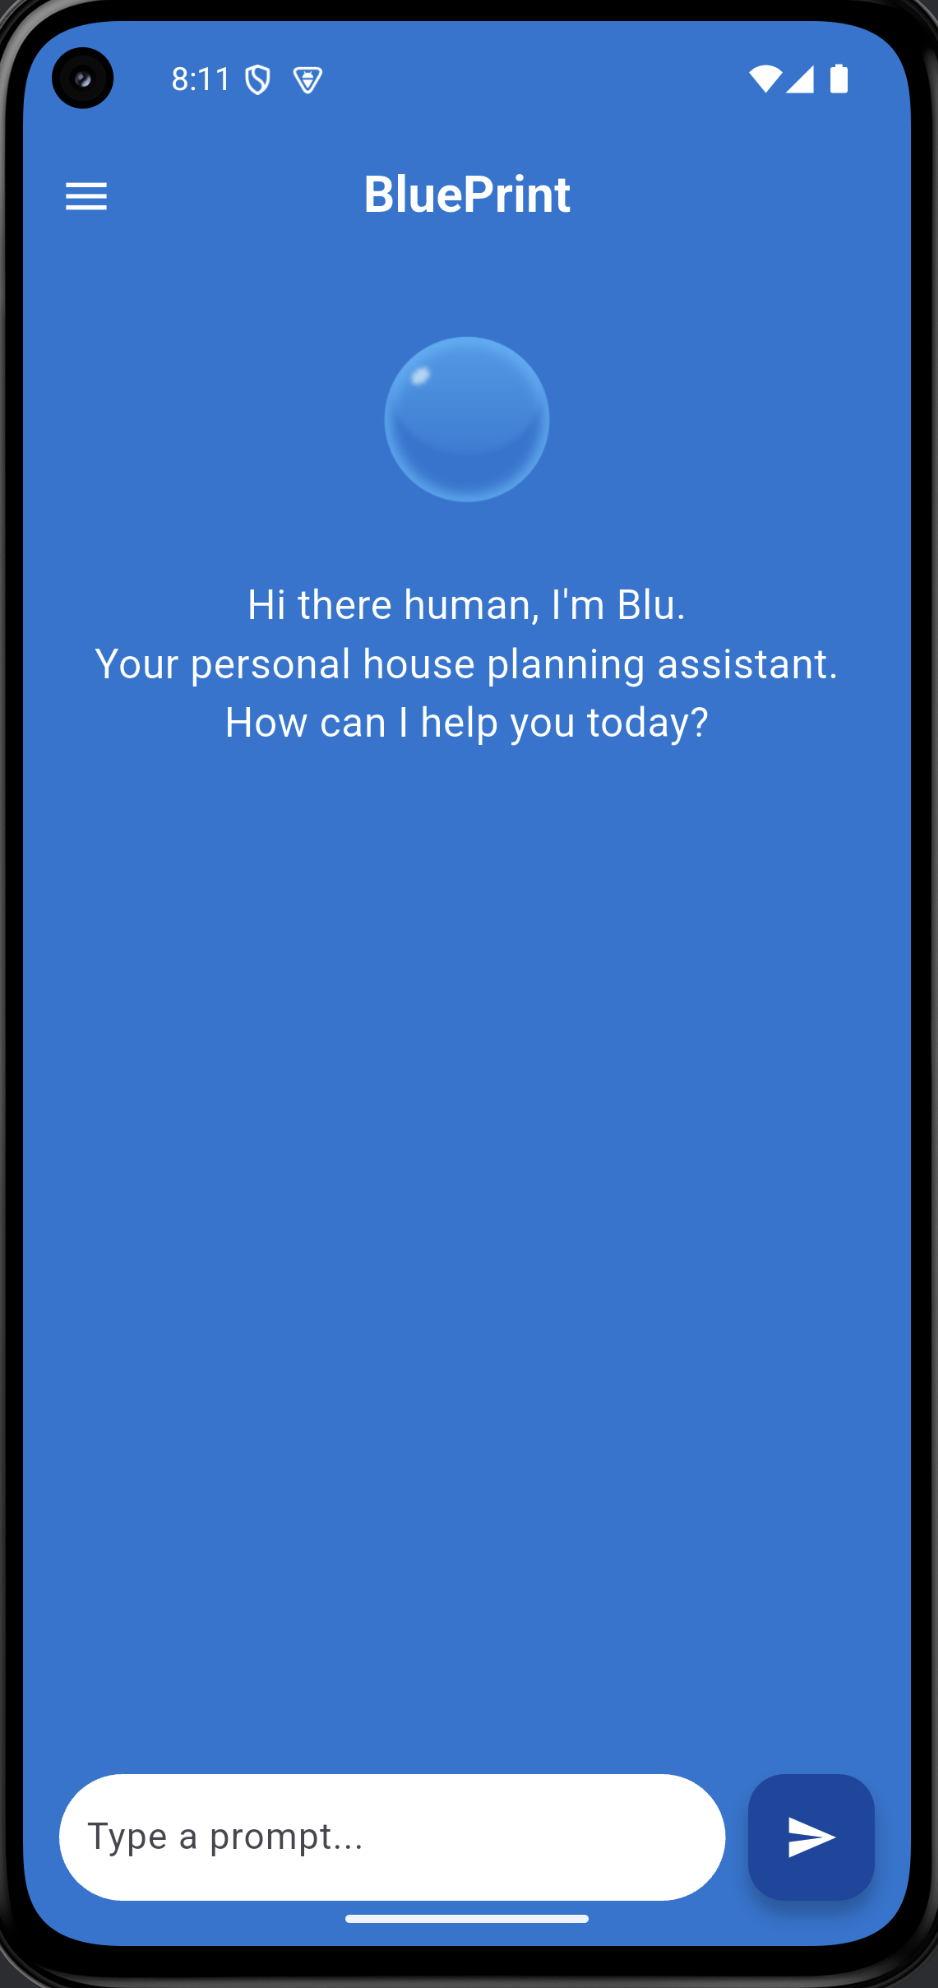 8:11
BluePrint
Hi there human, I'm Blu.
Your personal house planning assistant.
How can I help you today?
Type a prompt...